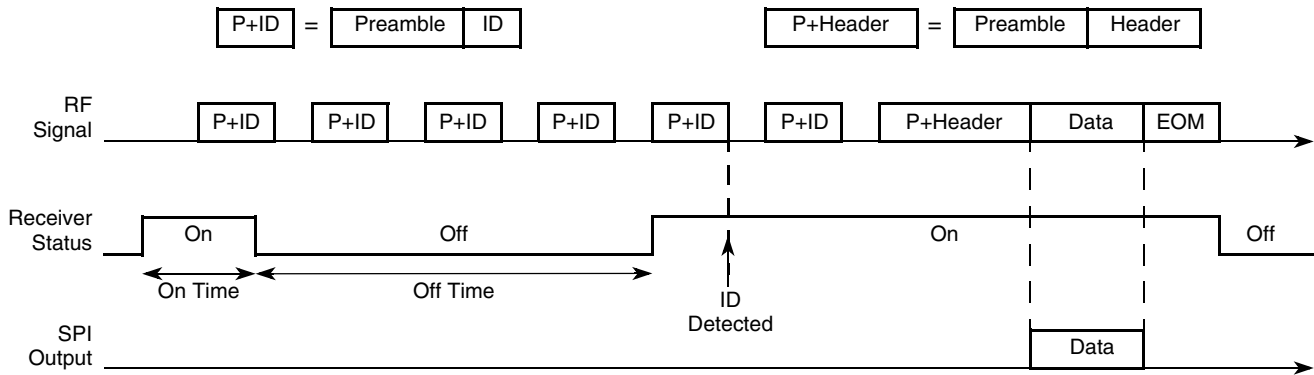 P+ID = Preamble ID
P+Header = Preamble Header
RF
Signal
P+ID P+ID P+ID P+ID P+ID P+ID P+Header Data EOM
Receiver
Status
On Off On Off
On Time Off Time
ID
Detected
SPI
Output
Data